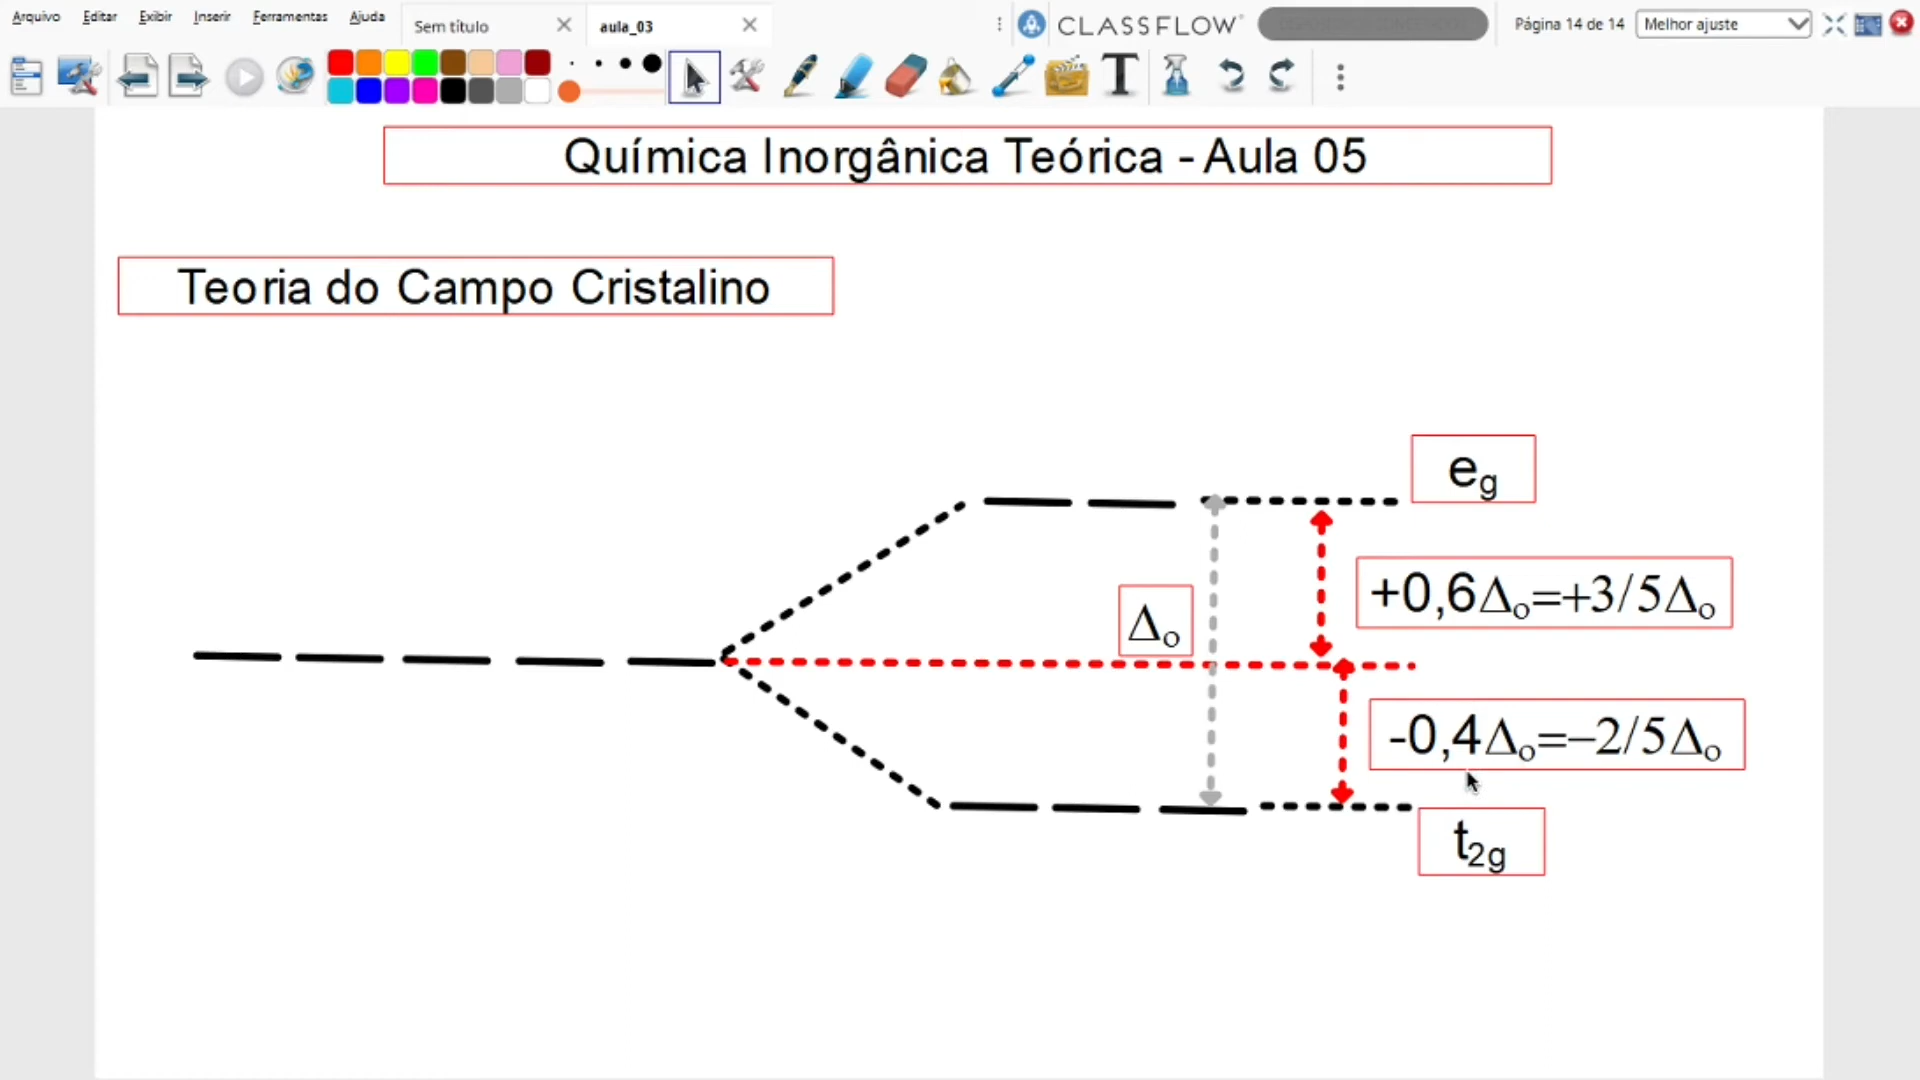 Arquivo Editar Exibir Inserir Ferramentas Ajuda
Sem título
aula_03
CLASSFLOW
Página 14 de 14
Melhor ajuste
T
Química Inorgânica Teórica - Aula 05
Teoria do Campo Cristalino
eg
+0,6Δo=+3/5Δo
Δo
-0,4Δo=−2/5Δo
t2g